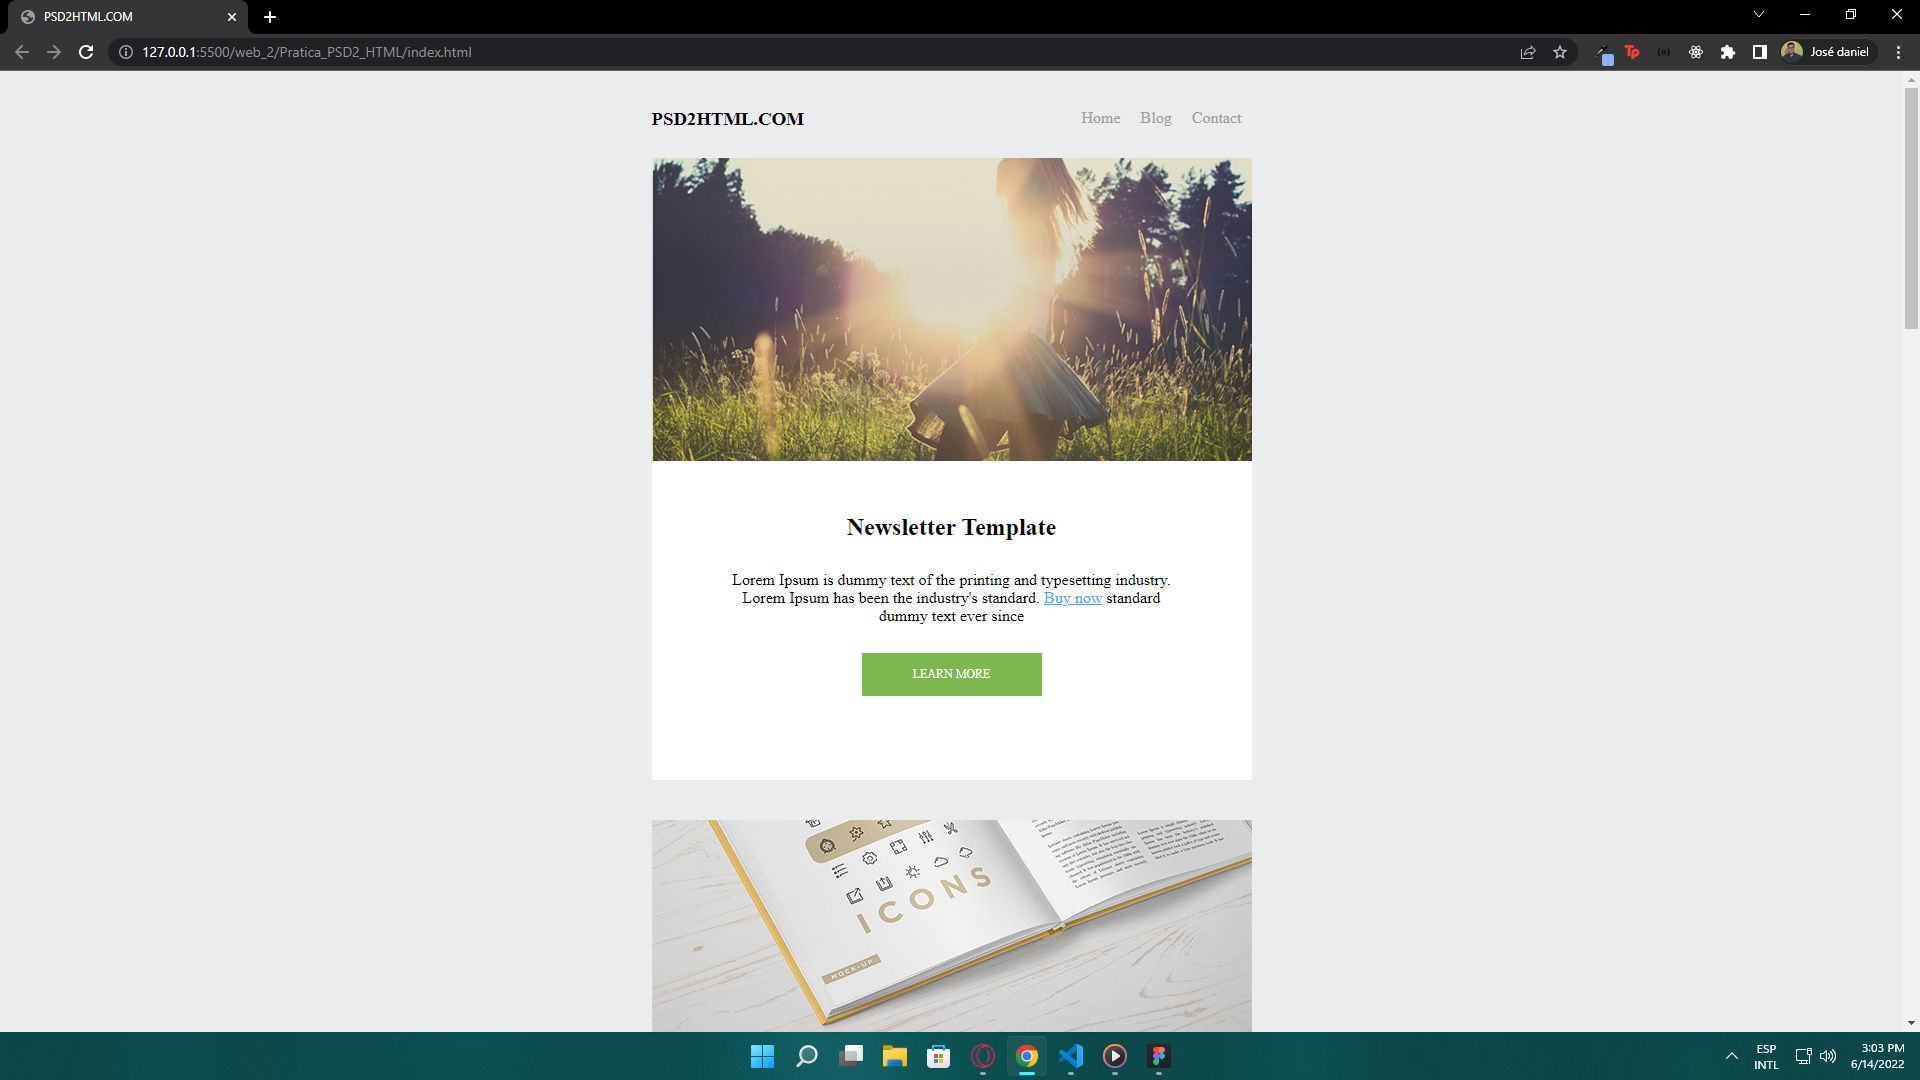 PSD2HTML.COM
127.0.0.1:5500/web_2/Pratica_PSD2_HTML/index.html
Tp
José daniel
PSD2HTML.COM
Home Blog Contact
Newsletter Template
Lorem Ipsum is dummy text of the printing and typesetting industry.
Lorem Ipsum has been the industry's standard. Buy now standard
dummy text ever since
LEARN MORE
ICONS
MOCK-UP
ESP
INTL
3:03 PM
6/14/2022